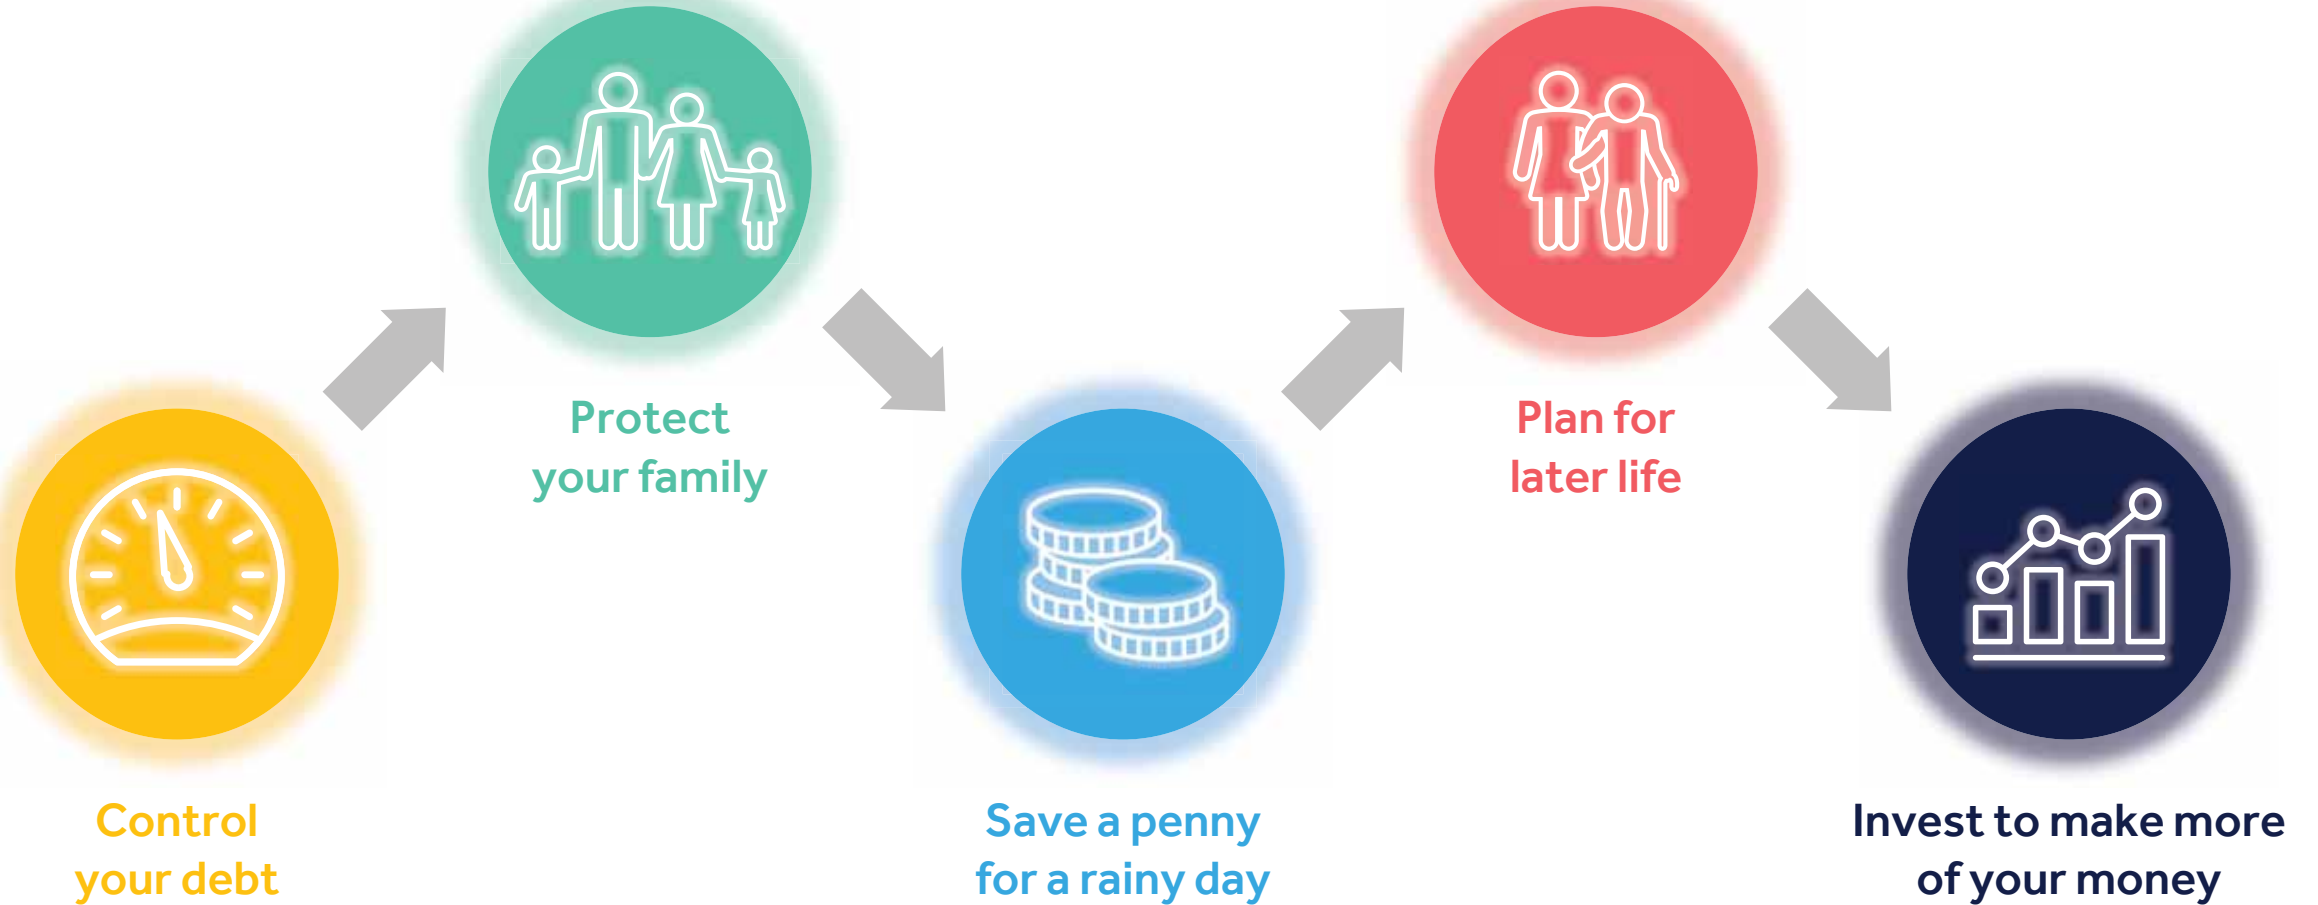 Control
your debt
Protect
your family
Save a penny
for a rainy day
Plan for
later life
Invest to make more
of your money